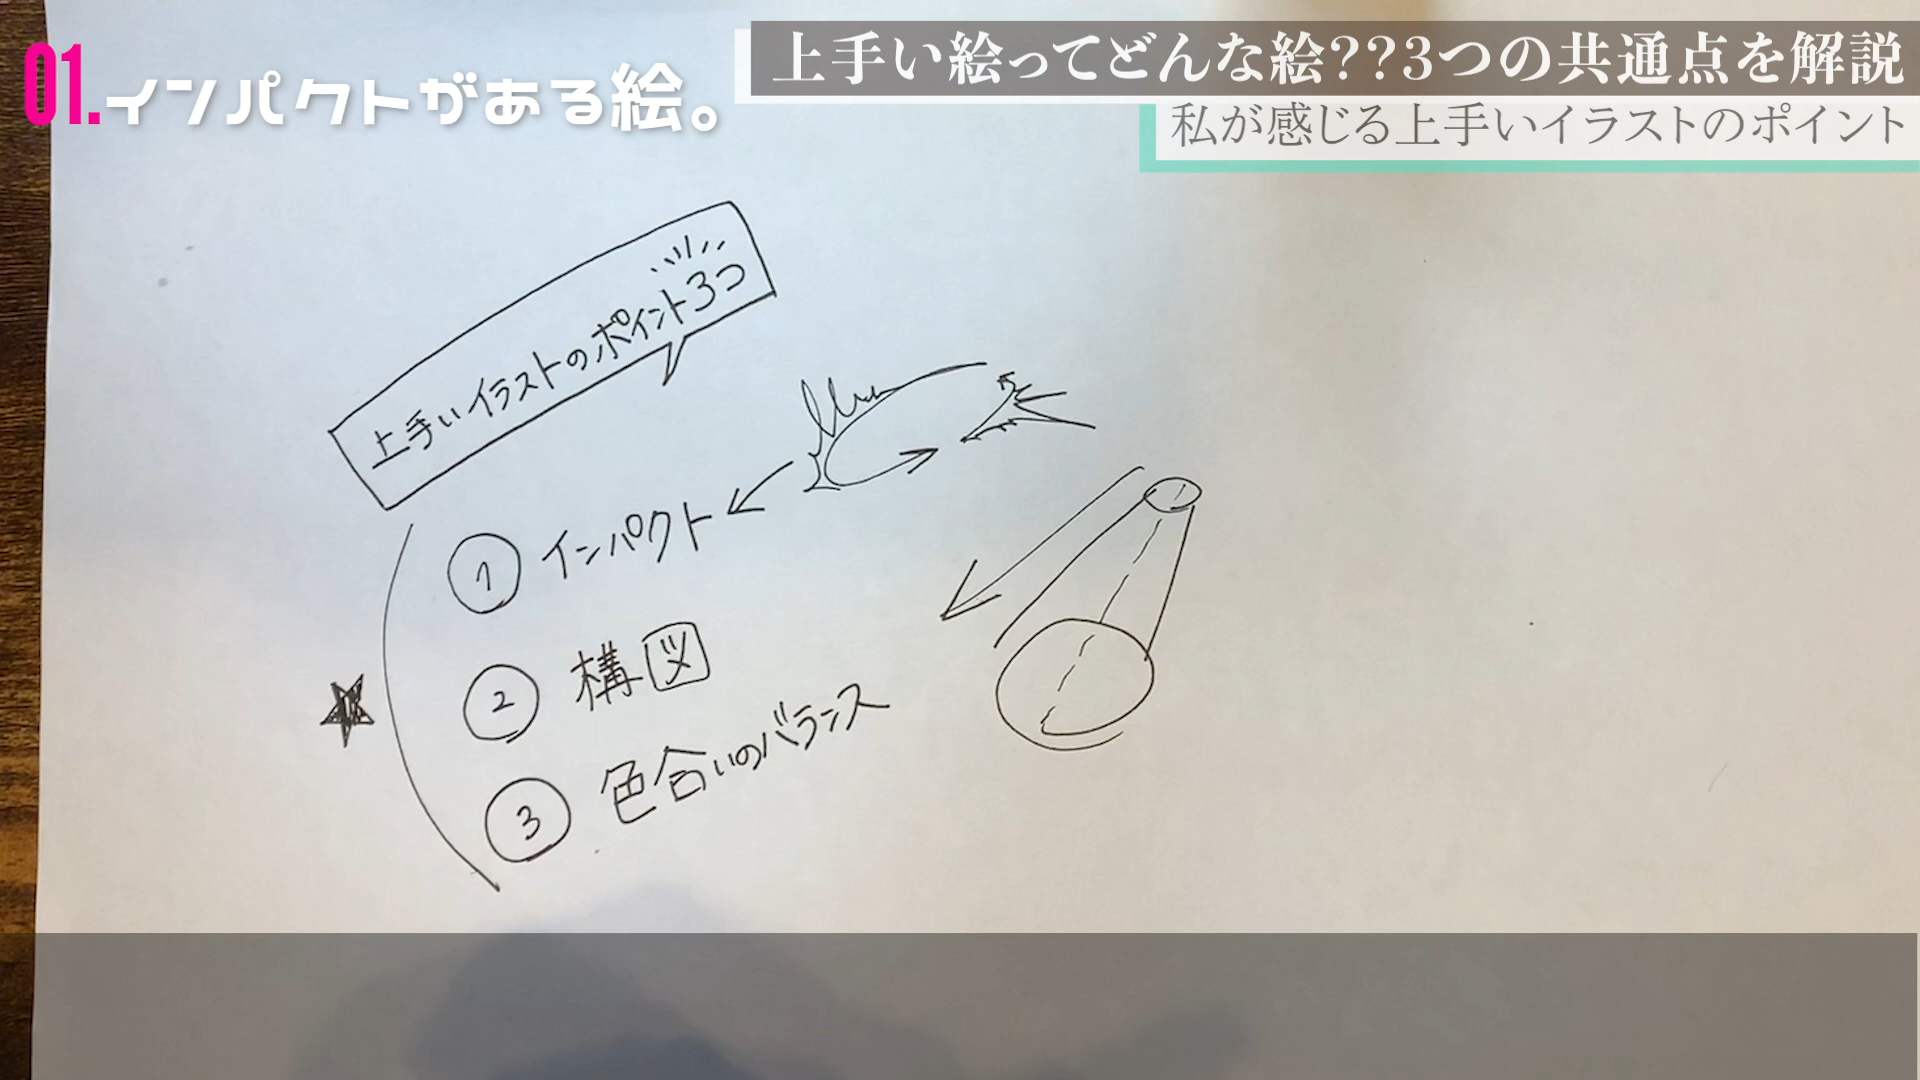 01.インパクトがある絵。
上手い絵ってどんな絵??3つの共通点を解説
私が感じる上手いイラストのポイント
上手いイラストのポイント3つ
① インパクト
② 構図
③ 色合いのバランス